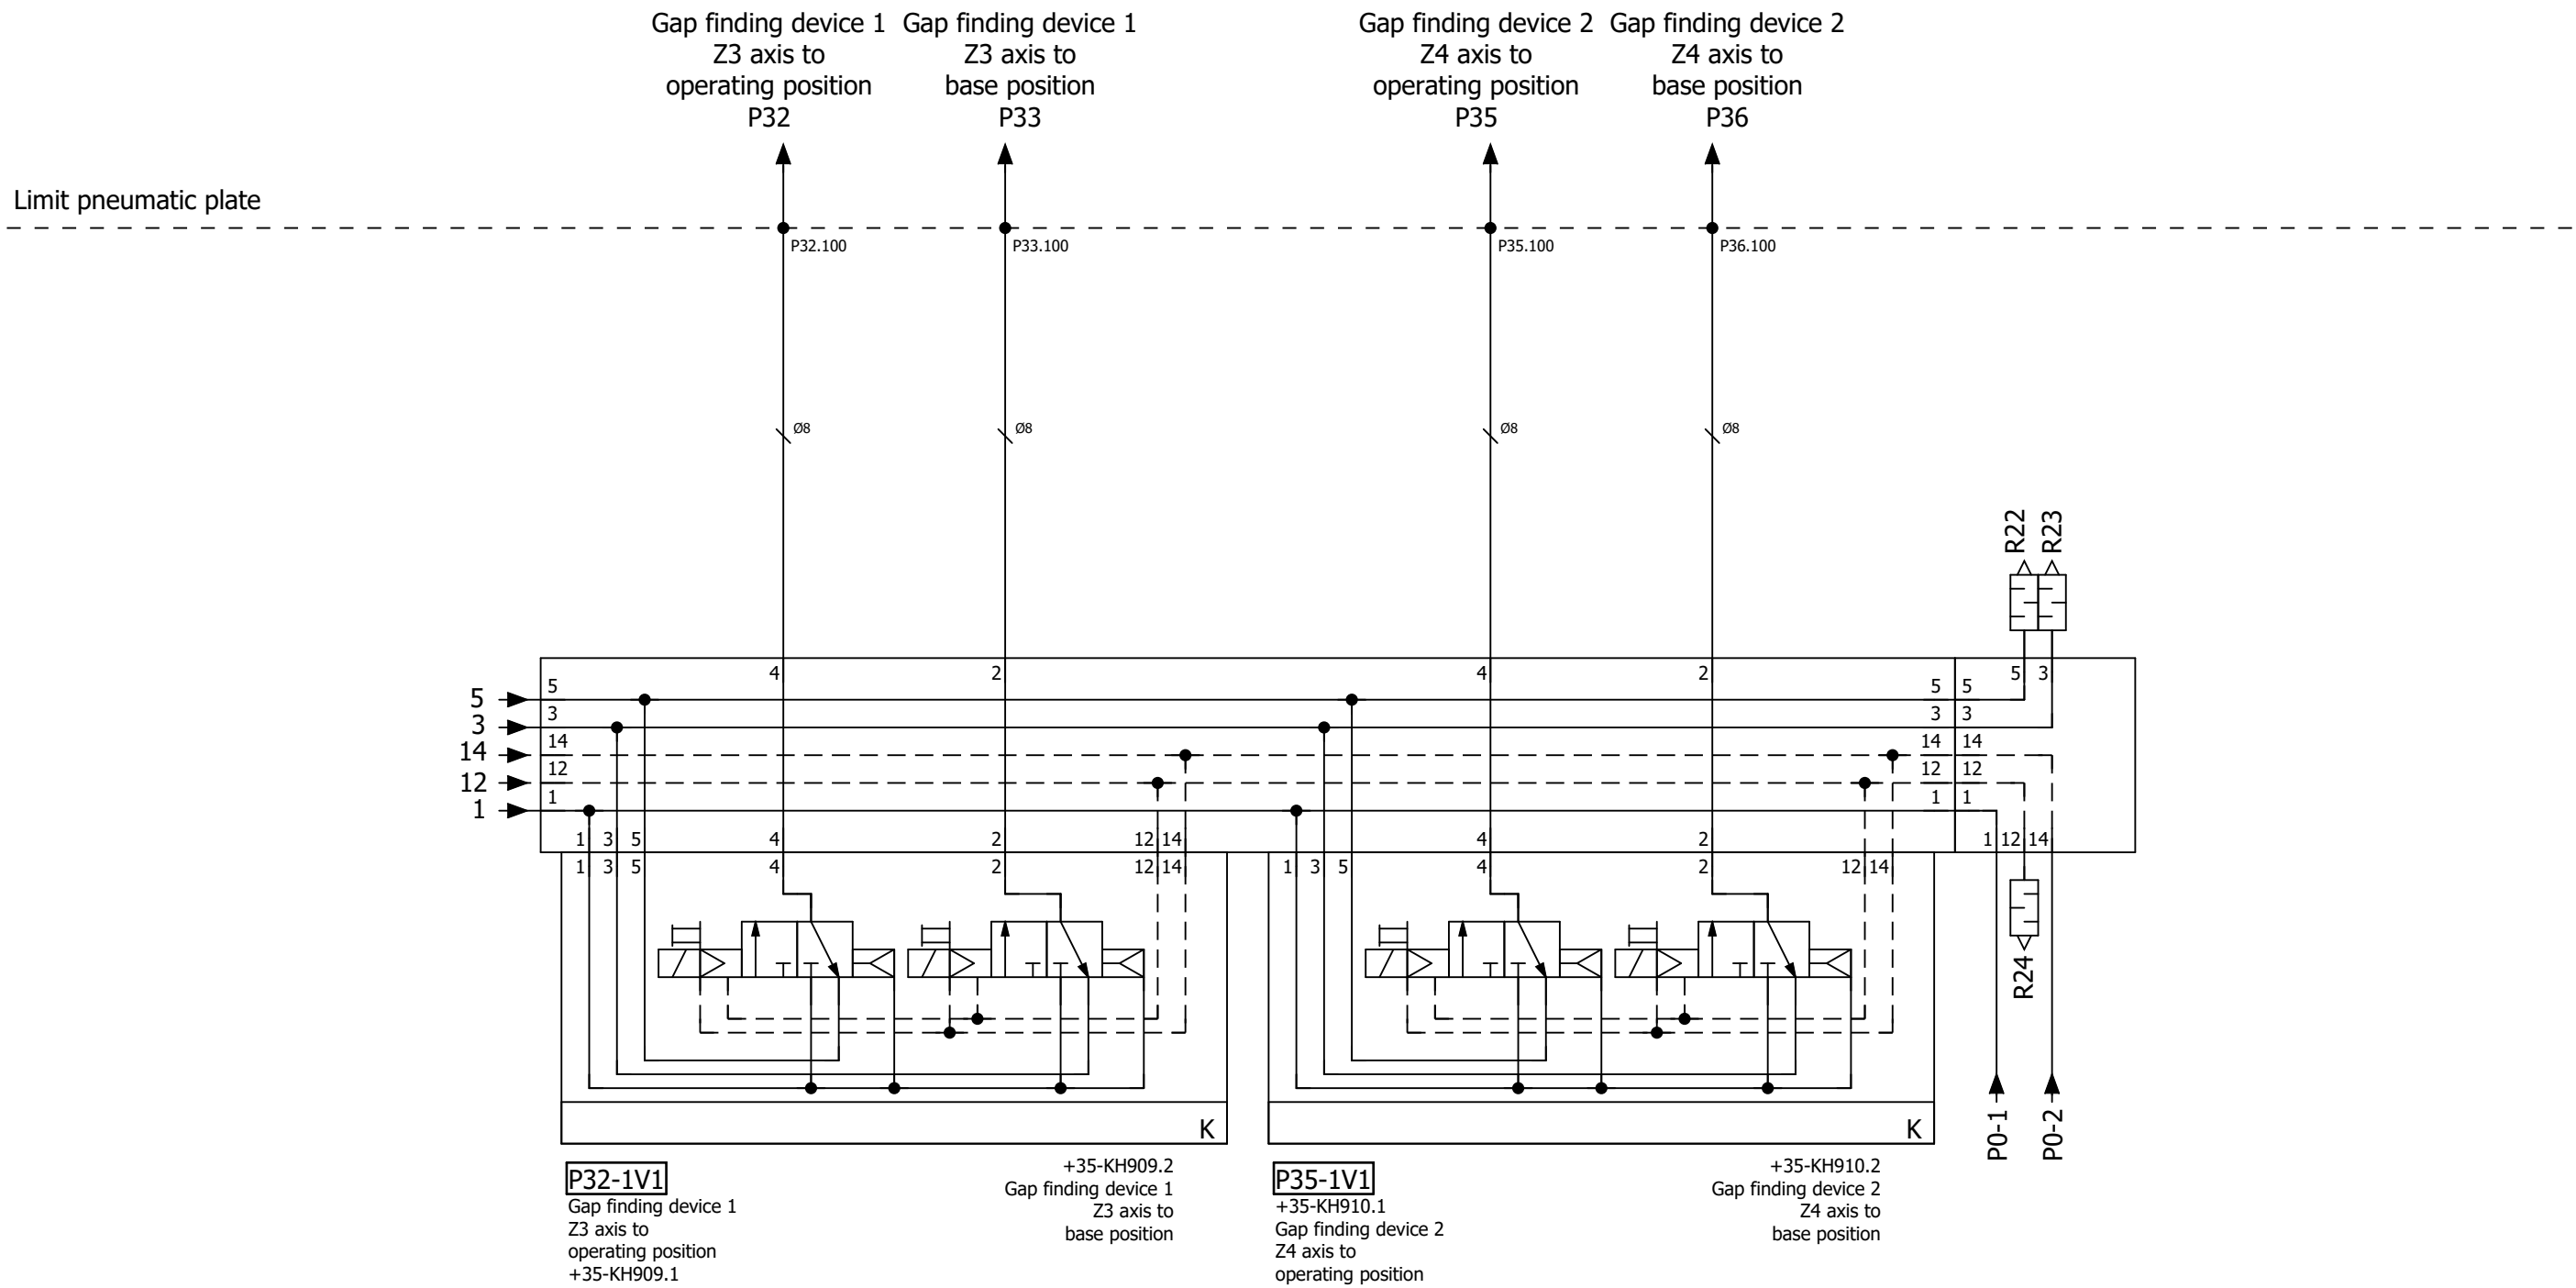 Gap finding device 1
Z3 axis to
operating position
P32
Gap finding device 1
Z3 axis to
base position
P33
Gap finding device 2
Z4 axis to
operating position
P35
Gap finding device 2
Z4 axis to
base position
P36
Limit pneumatic plate
P32.100
P33.100
P35.100
P36.100
Ø8
Ø8
Ø8
Ø8
R22
R23
4
2
4
2
5
3
5 5 5 5
3 3 3 3
14 14 14 14
12 12 12 12
1 1 1 1
1 3 5 4 2 12 14 4 2 1 12 14
1 3 5 4 2 12 14 1 3 5 4 2 12 14
R24
K
K
P0-1
P0-2
P32-1V1
Gap finding device 1
Z3 axis to
operating position
+35-KH909.1
+35-KH909.2
Gap finding device 1
Z3 axis to
base position
P35-1V1
+35-KH910.1
Gap finding device 2
Z4 axis to
operating position
+35-KH910.2
Gap finding device 2
Z4 axis to
base position